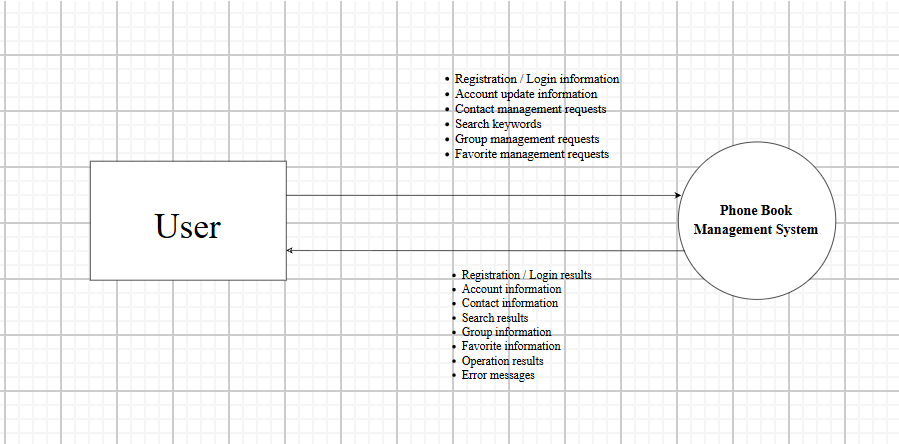 • Registration / Login information
• Account update information
• Contact management requests
• Search keywords
• Group management requests
• Favorite management requests
User
Phone Book
Management System
• Registration / Login results
• Account information
• Contact information
• Search results
• Group information
• Favorite information
• Operation results
• Error messages